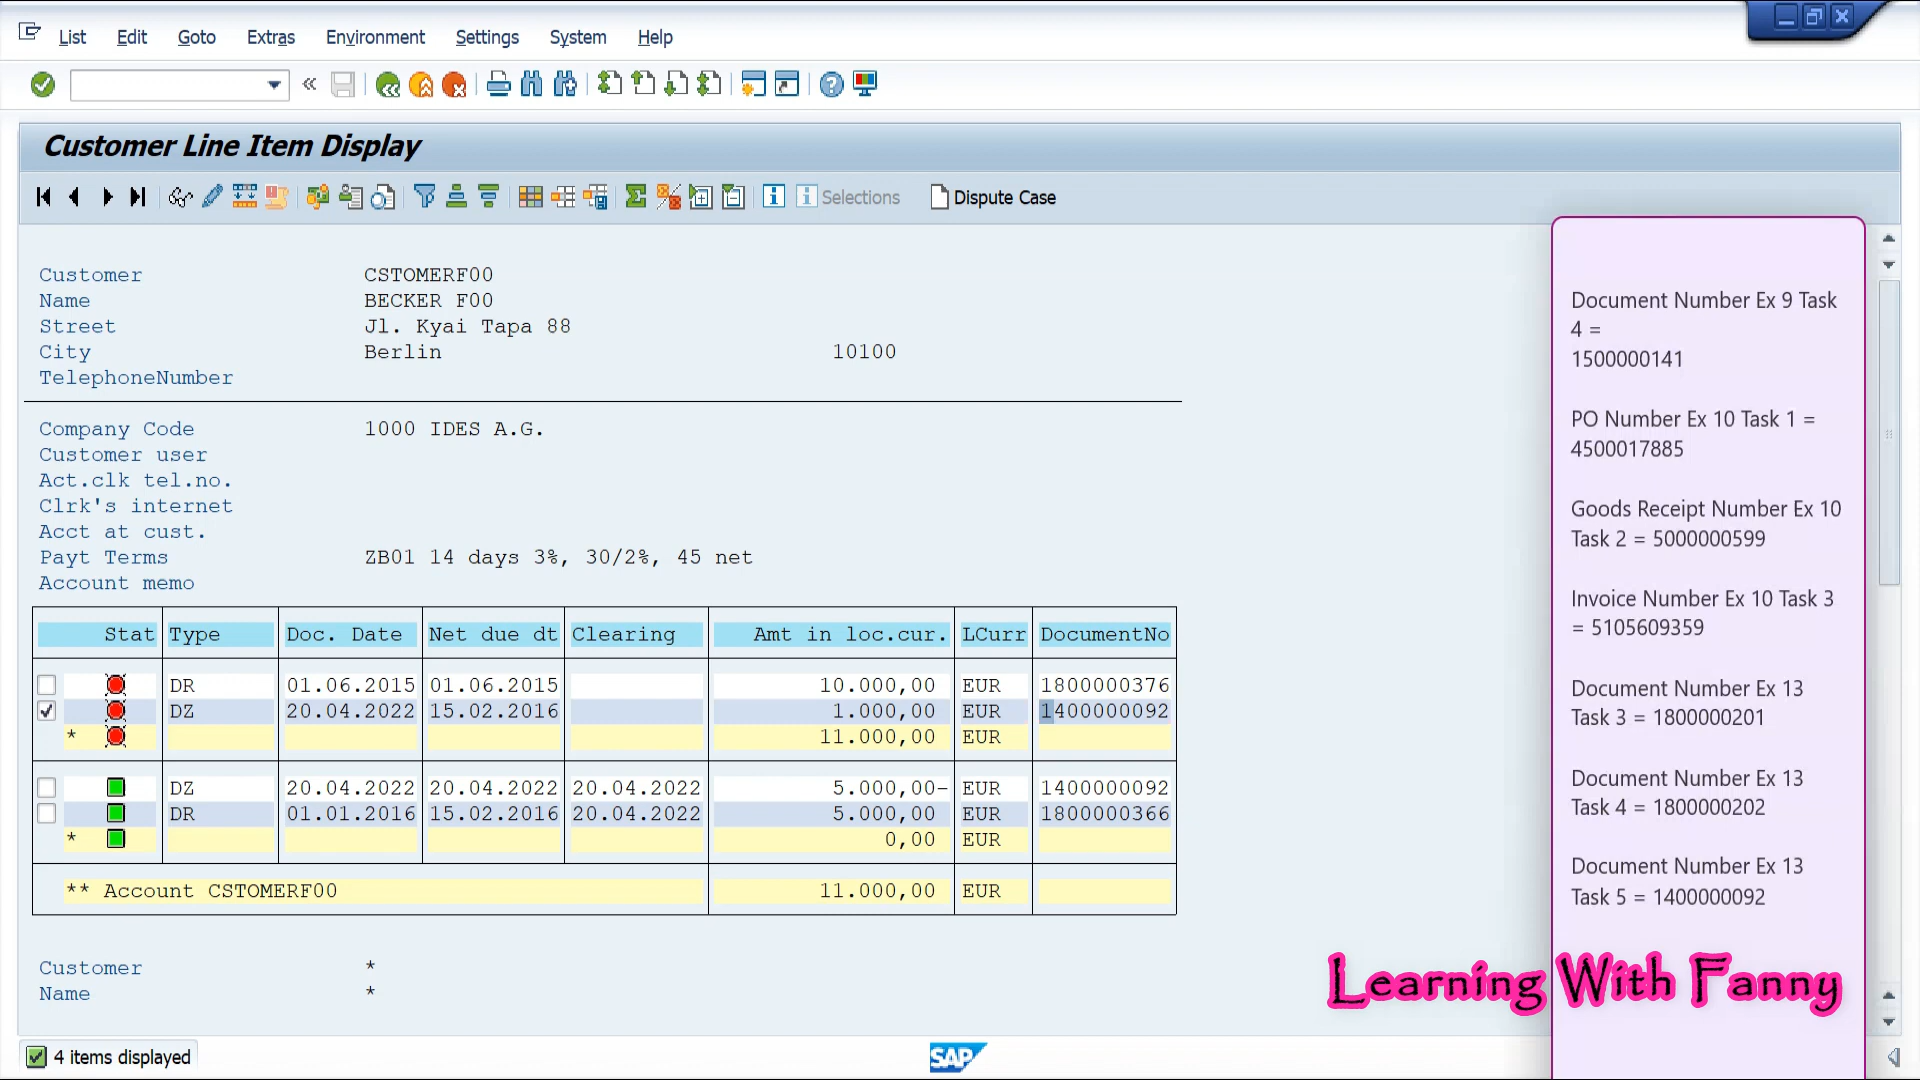 List Edit Goto Extras Environment Settings System Help
Customer Line Item Display
Selections Dispute Case
Customer CSTOMERF00
Name BECKER F00
Street Jl. Kyai Tapa 88
City Berlin 10100
TelephoneNumber
Company Code 1000 IDES A.G.
Customer user
Act.clk tel.no.
Clrk's internet
Acct at cust.
Payt Terms ZB01 14 days 3%, 30/2%, 45 net
Account memo
Stat Type Doc. Date Net due dt Clearing Amt in loc.cur. LCurr DocumentNo
DR 01.06.2015 01.06.2015 10.000,00 EUR 1800000376
DZ 20.04.2022 15.02.2016 1.000,00 EUR 1400000092
* 11.000,00 EUR
DZ 20.04.2022 20.04.2022 20.04.2022 5.000,00- EUR 1400000092
DR 01.01.2016 15.02.2016 20.04.2022 5.000,00 EUR 1800000366
* 0,00 EUR
** Account CSTOMERF00 11.000,00 EUR
Customer *
Name *
4 items displayed
SAP
Document Number Ex 9 Task
4 =
1500000141
PO Number Ex 10 Task 1 =
4500017885
Goods Receipt Number Ex 10
Task 2 = 5000000599
Invoice Number Ex 10 Task 3
= 5105609359
Document Number Ex 13
Task 3 = 1800000201
Document Number Ex 13
Task 4 = 1800000202
Document Number Ex 13
Task 5 = 1400000092
Learning With Fanny